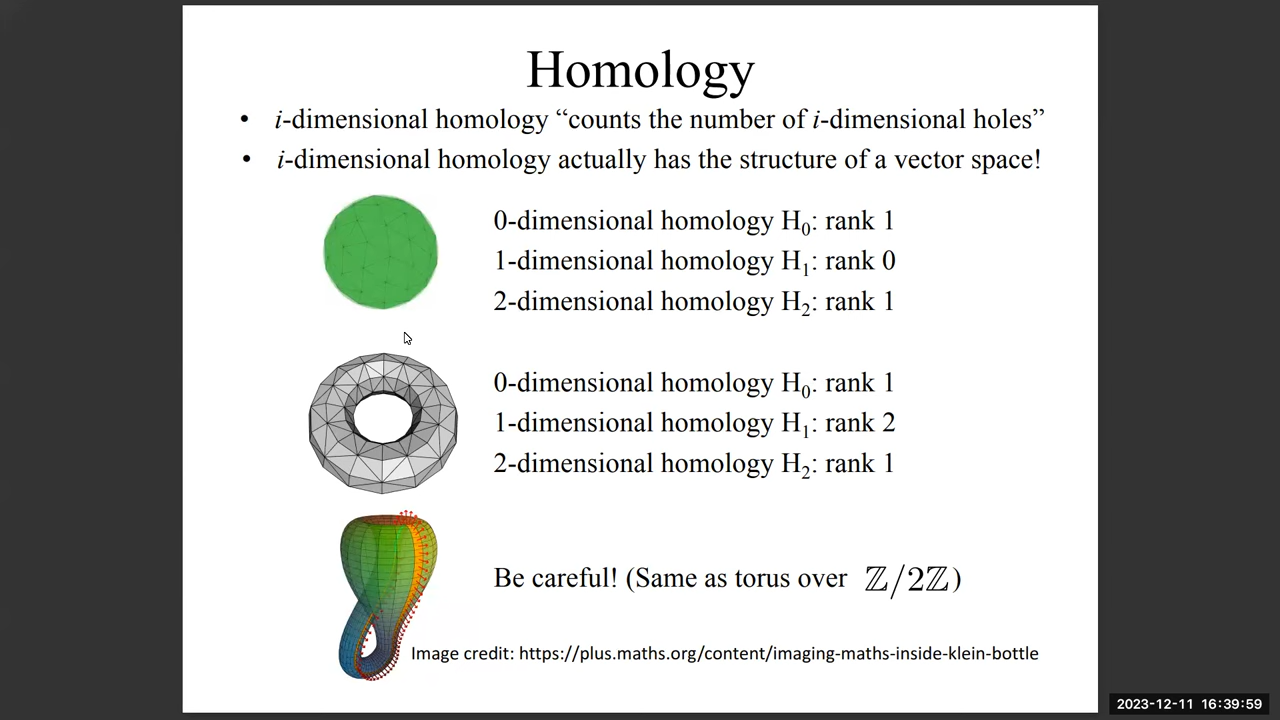 Homology
• i-dimensional homology “counts the number of i-dimensional holes”
• i-dimensional homology actually has the structure of a vector space!
0-dimensional homology H₀: rank 1
1-dimensional homology H₁: rank 0
2-dimensional homology H₂: rank 1
0-dimensional homology H₀: rank 1
1-dimensional homology H₁: rank 2
2-dimensional homology H₂: rank 1
Be careful! (Same as torus over ℤ/2ℤ)
Image credit: https://plus.maths.org/content/imaging-maths-inside-klein-bottle
2023-12-11 16:39:59